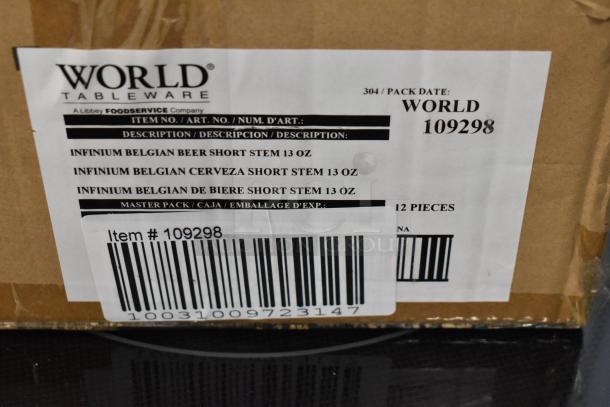 WORLD®
TABLEWARE
A Libbey FOODSERVICE Company
304 / PACK DATE:
WORLD
109298
ITEM NO. / ART. NO. / NUM. D'ART.:
DESCRIPTION / DESCRIPCION / DESCRIPTION:
INFINIUM BELGIAN BEER SHORT STEM 13 OZ
INFINIUM BELGIAN CERVEZA SHORT STEM 13 OZ
INFINIUM BELGIAN DE BIERE SHORT STEM 13 OZ
MASTER PACK / CAJA / EMBALLAGE D'EXP.:
12 PIECES
Item # 109298
10031009723147